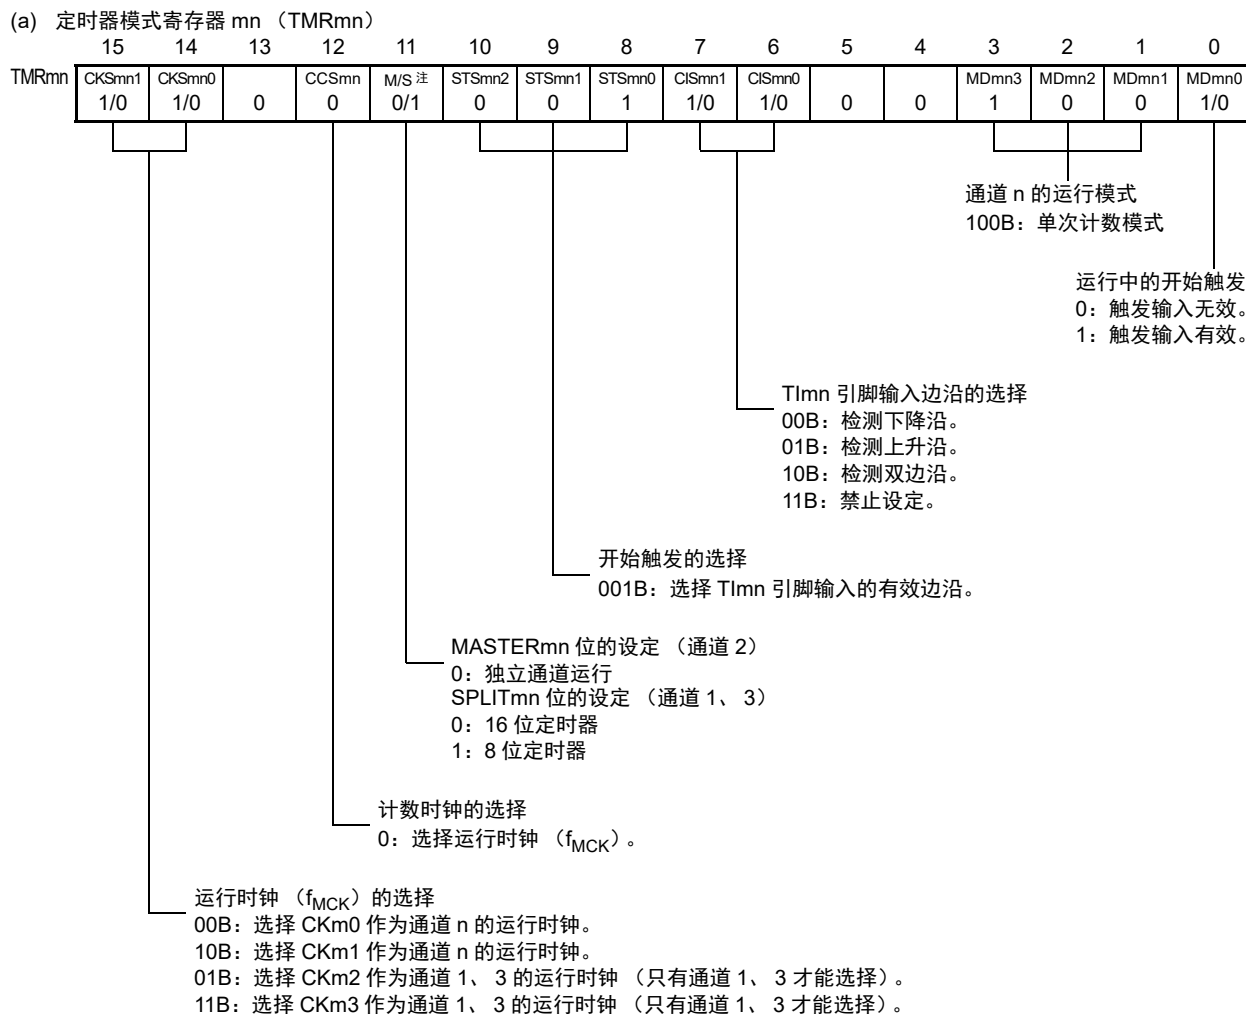 (a) 定时器模式寄存器 mn （TMRmn）
15 14 13 12 11 10 9 8 7 6 5 4 3 2 1 0
TMRmn CKSmn1 CKSmn0 CCSmn M/S 注 STSmn2 STSmn1 STSmn0 CISmn1 CISmn0 MDmn3 MDmn2 MDmn1 MDmn0
1/0 1/0 0 0 0/1 0 0 1 1/0 1/0 0 0 1 0 0 1/0
通道 n 的运行模式
100B：单次计数模式
运行中的开始触发
0：触发输入无效。
1：触发输入有效。
TImn 引脚输入边沿的选择
00B：检测下降沿。
01B：检测上升沿。
10B：检测双边沿。
11B：禁止设定。
开始触发的选择
001B：选择 TImn 引脚输入的有效边沿。
MASTERmn 位的设定 （通道 2）
0：独立通道运行
SPLITmn 位的设定 （通道 1、 3）
0：16 位定时器
1：8 位定时器
计数时钟的选择
0：选择运行时钟 （fMCK）。
运行时钟 （fMCK）的选择
00B：选择 CKm0 作为通道 n 的运行时钟。
10B：选择 CKm1 作为通道 n 的运行时钟。
01B：选择 CKm2 作为通道 1、 3 的运行时钟 （只有通道 1、 3 才能选择）。
11B：选择 CKm3 作为通道 1、 3 的运行时钟 （只有通道 1、 3 才能选择）。